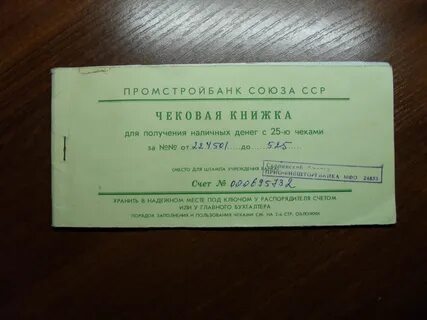 ПРОМСТРОЙБАНК СОЮЗА ССР
ЧЕКОВАЯ КНИЖКА
для получения наличных денег с 25-ю чеками
за №№ от 224501 до 525
(МЕСТО ДЛЯ ШТАМПА УЧРЕЖДЕНИЯ БАНКА)
МФО
Счет № 000695732
ХРАНИТЬ В НАДЕЖНОМ МЕСТЕ ПОД КЛЮЧОМ У РАСПОРЯДИТЕЛЯ СЧЕТОМ
ИЛИ У ГЛАВНОГО БУХГАЛТЕРА
ПОРЯДОК ЗАПОЛНЕНИЯ И ПОЛЬЗОВАНИЯ ЧЕКАМИ СМ. НА 2-й СТР. ОБЛОЖКИ